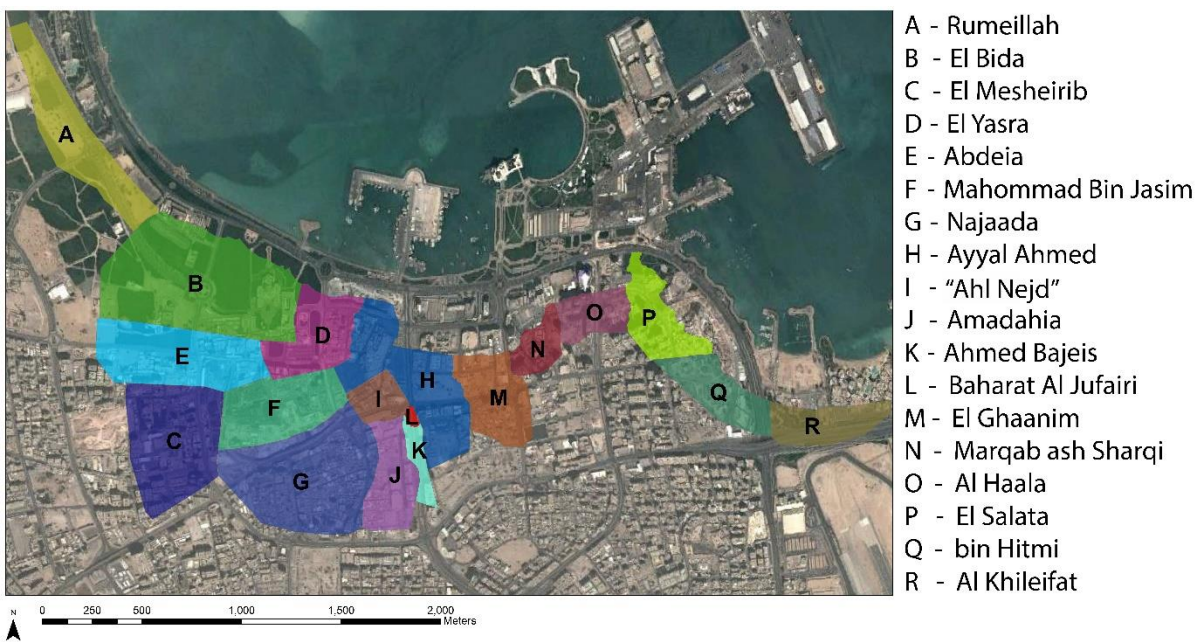 A
B
D
E
F
C
G
I
L
H
K
J
M
N
O
P
Q
R
A - Rumeillah
B - El Bida
C - El Mesheirib
D - El Yasra
E - Abdeia
F - Mahommad Bin Jasim
G - Najaada
H - Ayyal Ahmed
I - “Ahl Nejd”
J - Amadahia
K - Ahmed Bajeis
L - Baharat Al Jufairi
M - El Ghaanim
N - Marqab ash Sharqi
O - Al Haala
P - El Salata
Q - bin Hitmi
R - Al Khileifat
N
0 250 500 1,000 1,500 2,000
Meters